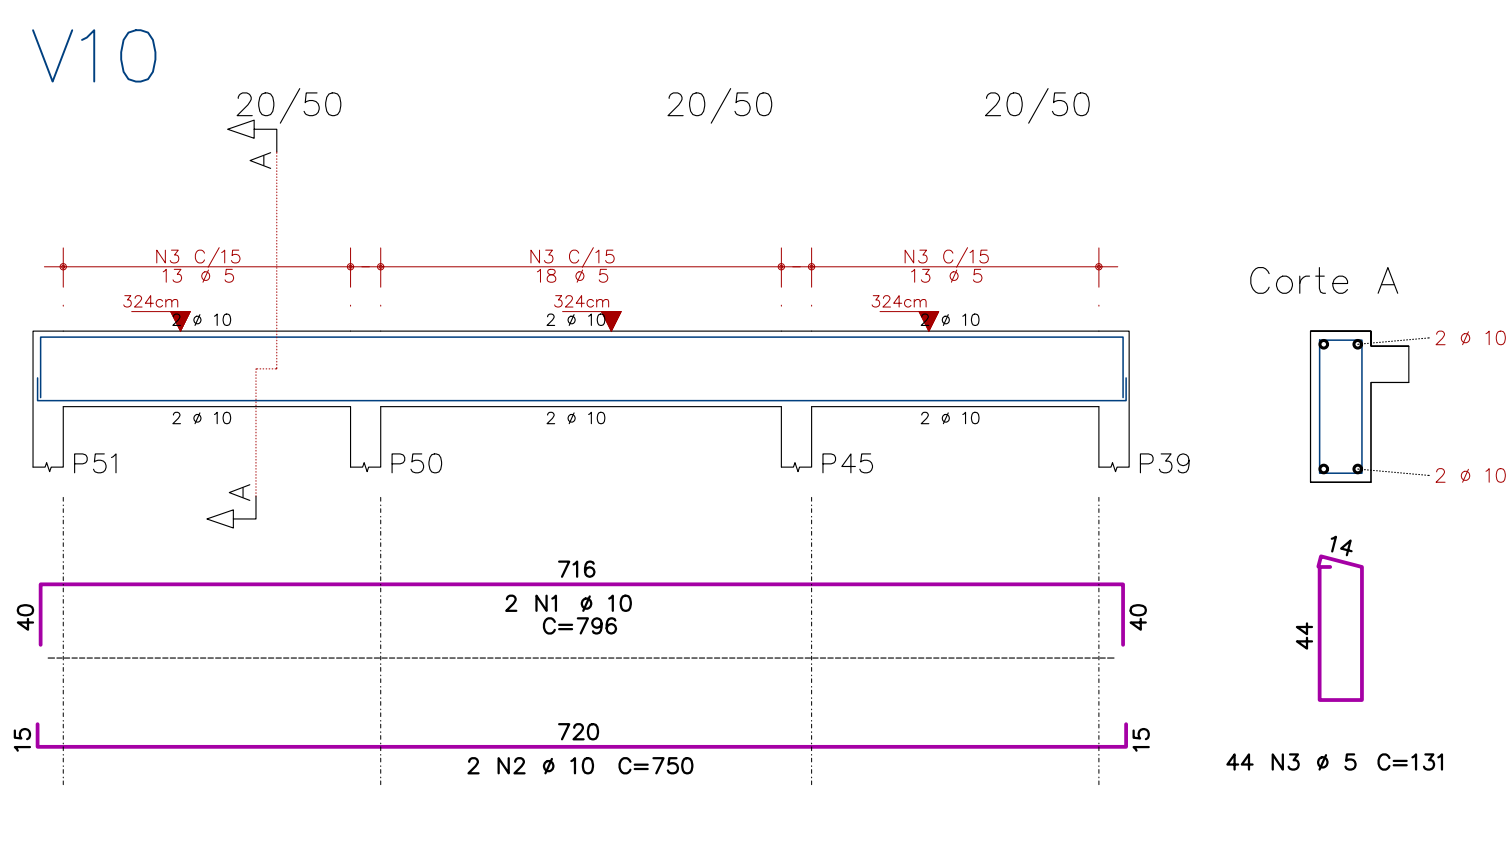 V10
20/50
20/50
20/50
A
N3 C/15
13 ø 5
N3 C/15
18 ø 5
N3 C/15
13 ø 5
324cm
2 ø 10
324cm
2 ø 10
324cm
2 ø 10
2 ø 10
2 ø 10
2 ø 10
P51
P50
P45
P39
A
Corte A
2 ø 10
2 ø 10
716
40
2 N1 ø 10
C=796
40
720
15
2 N2 ø 10 C=750
15
14
44
44 N3 ø 5 C=131